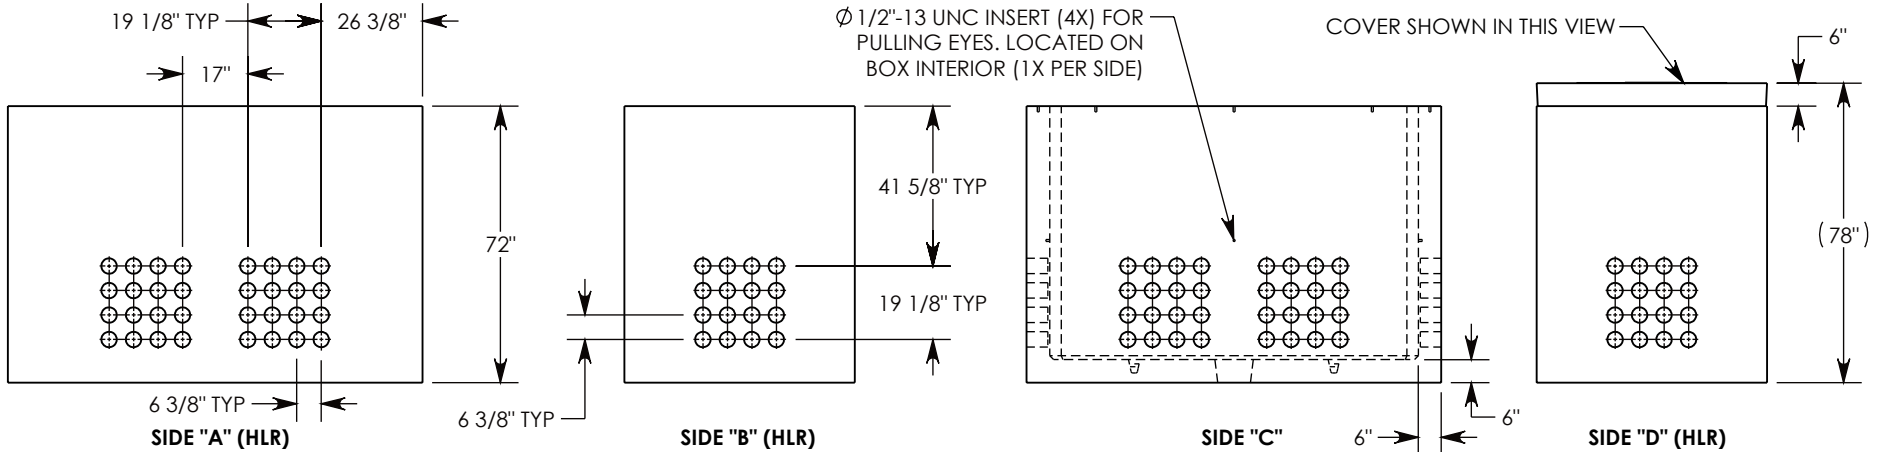 19 1/8" TYP
26 3/8"
17"
72"
6 3/8" TYP
SIDE "A" (HLR)
41 5/8" TYP
19 1/8" TYP
6 3/8" TYP
SIDE "B" (HLR)
Ø 1/2"-13 UNC INSERT (4X) FOR
PULLING EYES. LOCATED ON
BOX INTERIOR (1X PER SIDE)
6"
6"
SIDE "C"
COVER SHOWN IN THIS VIEW
6"
(78")
SIDE "D" (HLR)